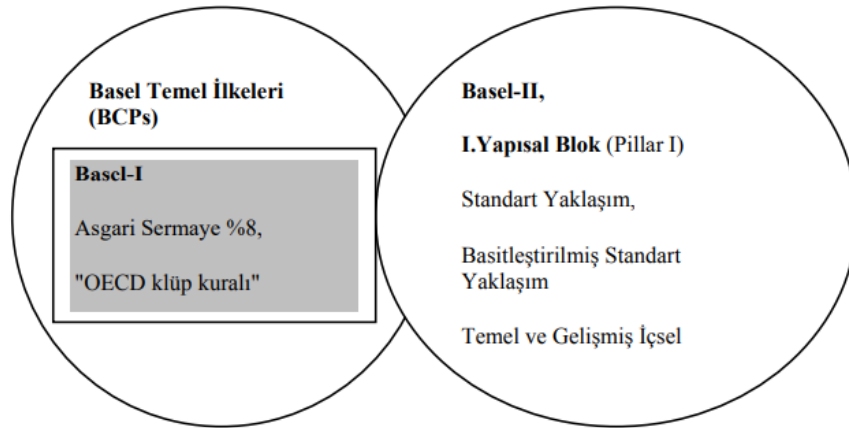 Basel Temel İlkeleri
(BCPs)
Basel-I
Asgari Sermaye %8,
"OECD klüp kuralı"
Basel-II,
I.Yapısal Blok (Pillar I)
Standart Yaklaşım,
Basitleştirilmiş Standart
Yaklaşım
Temel ve Gelişmiş İçsel